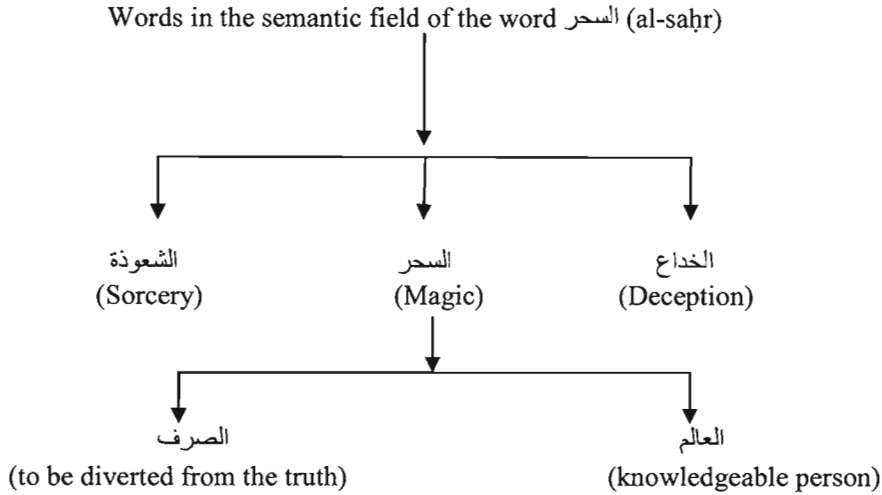 Words in the semantic field of the word السحر (al-saḥr)
الشعوذة السحر الخداع
(Sorcery) (Magic) (Deception)
الصرف العالم
(to be diverted from the truth) (knowledgeable person)